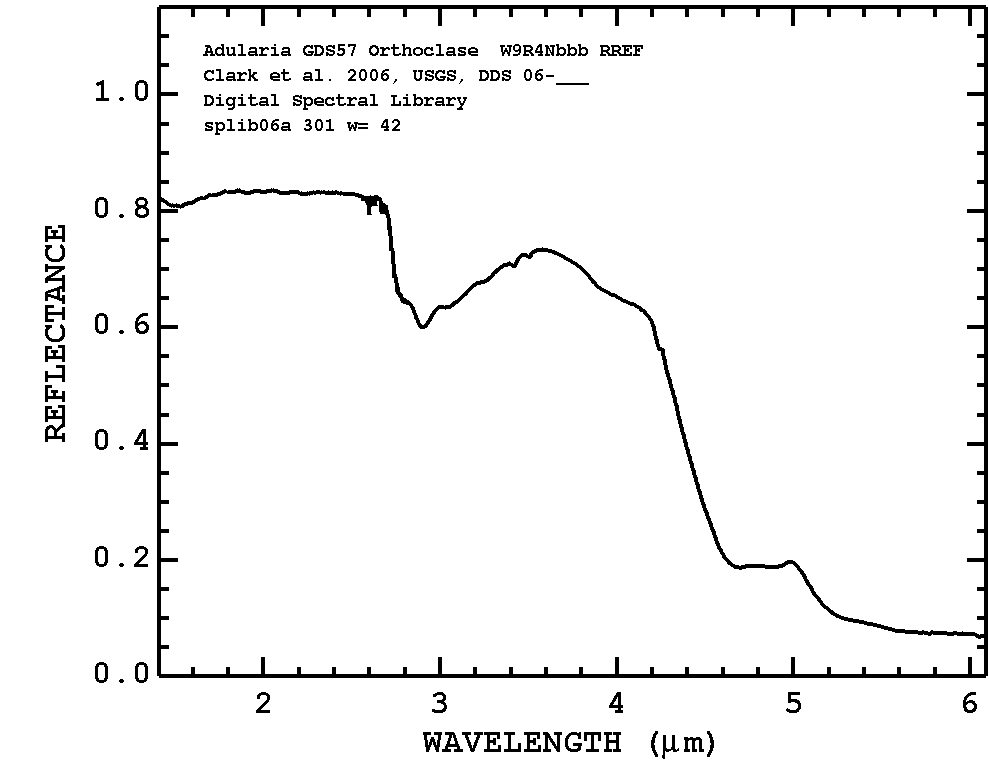 Adularia GDS57 Orthoclase  W9R4Nbbb RREF
Clark et al. 2006, USGS, DDS 06-___
Digital Spectral Library
splib06a 301 w= 42
1.0
0.8
0.6
0.4
0.2
0.0
REFLECTANCE
2 3 4 5 6
WAVELENGTH (μm)